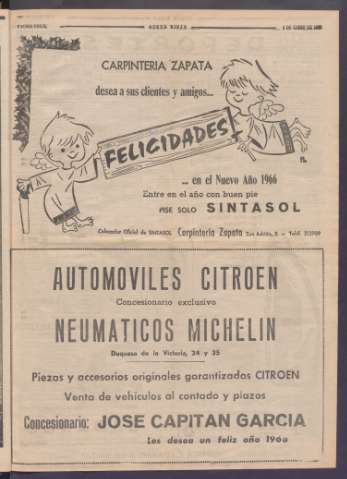 CARPINTERIA ZAPATA
desea a sus clientes y amigos...
FELICIDADES
... en el Nuevo Año 1966
Entre en el año con buen pie
PISE SOLO SINTASOL
Colocador Oficial de SINTASOL Carpintería Zapata
AUTOMOVILES CITROEN
Concesionario exclusivo
NEUMATICOS MICHELIN
Duquesa de la Victoria, 24 y 35
Piezas y accesorios originales garantizados CITROEN
Venta de vehículos al contado y plazos
Concesionario: JOSE CAPITAN GARCIA
Les desea un feliz año 1966